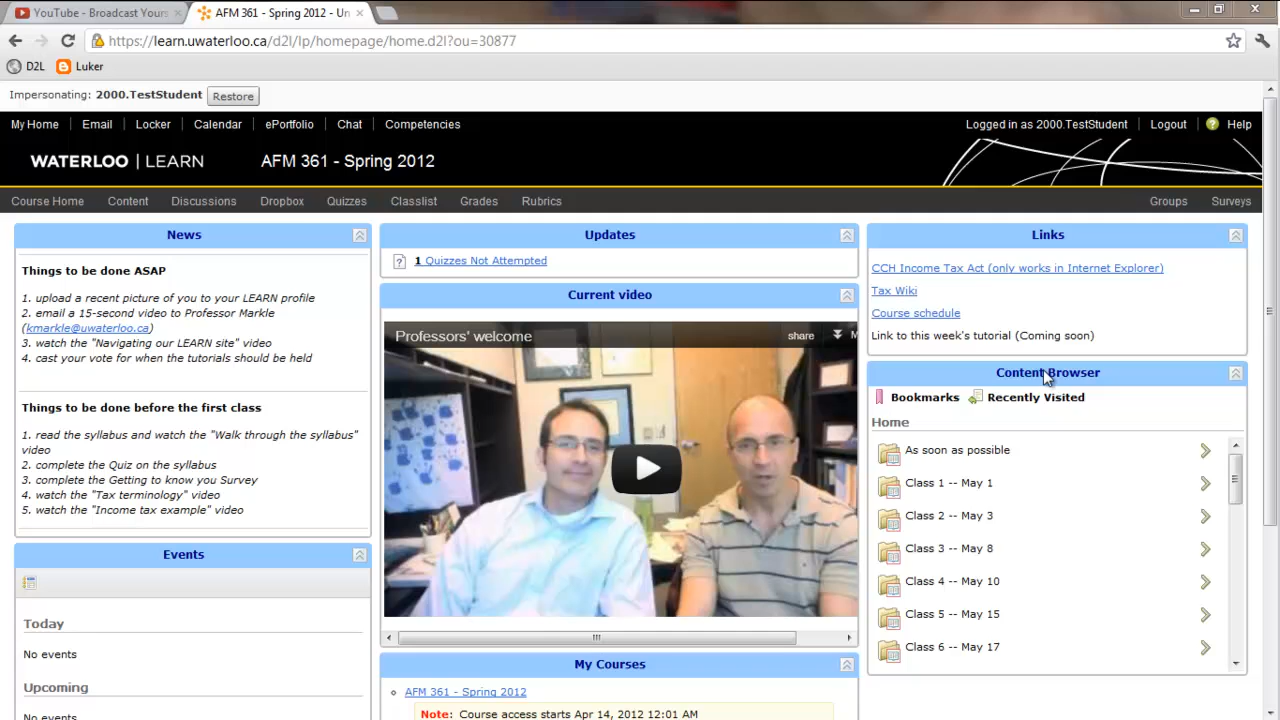 YouTube - Broadcast Yours
AFM 361 - Spring 2012 - Un
https://learn.uwaterloo.ca/d2l/lp/homepage/home.d2l?ou=30877
D2L Luker
Impersonating: 2000.TestStudent Restore
My Home Email Locker Calendar ePortfolio Chat Competencies Logged in as 2000.TestStudent Logout Help
WATERLOO | LEARN AFM 361 - Spring 2012
Course Home Content Discussions Dropbox Quizzes Classlist Grades Rubrics Groups Surveys
News
Things to be done ASAP
1. upload a recent picture of you to your LEARN profile
2. email a 15-second video to Professor Markle
(kmarkle@uwaterloo.ca)
3. watch the "Navigating our LEARN site" video
4. cast your vote for when the tutorials should be held
Things to be done before the first class
1. read the syllabus and watch the "Walk through the syllabus"
video
2. complete the Quiz on the syllabus
3. complete the Getting to know you Survey
4. watch the "Tax terminology" video
5. watch the "Income tax example" video
Events
Today
No events
Upcoming
No events
Updates
1 Quizzes Not Attempted
Current video
Professors' welcome share M
My Courses
AFM 361 - Spring 2012
Note: Course access starts Apr 14, 2012 12:01 AM
Links
CCH Income Tax Act (only works in Internet Explorer)
Tax Wiki
Course schedule
Link to this week's tutorial (Coming soon)
Content Browser
Bookmarks Recently Visited
Home
As soon as possible
Class 1 -- May 1
Class 2 -- May 3
Class 3 -- May 8
Class 4 -- May 10
Class 5 -- May 15
Class 6 -- May 17